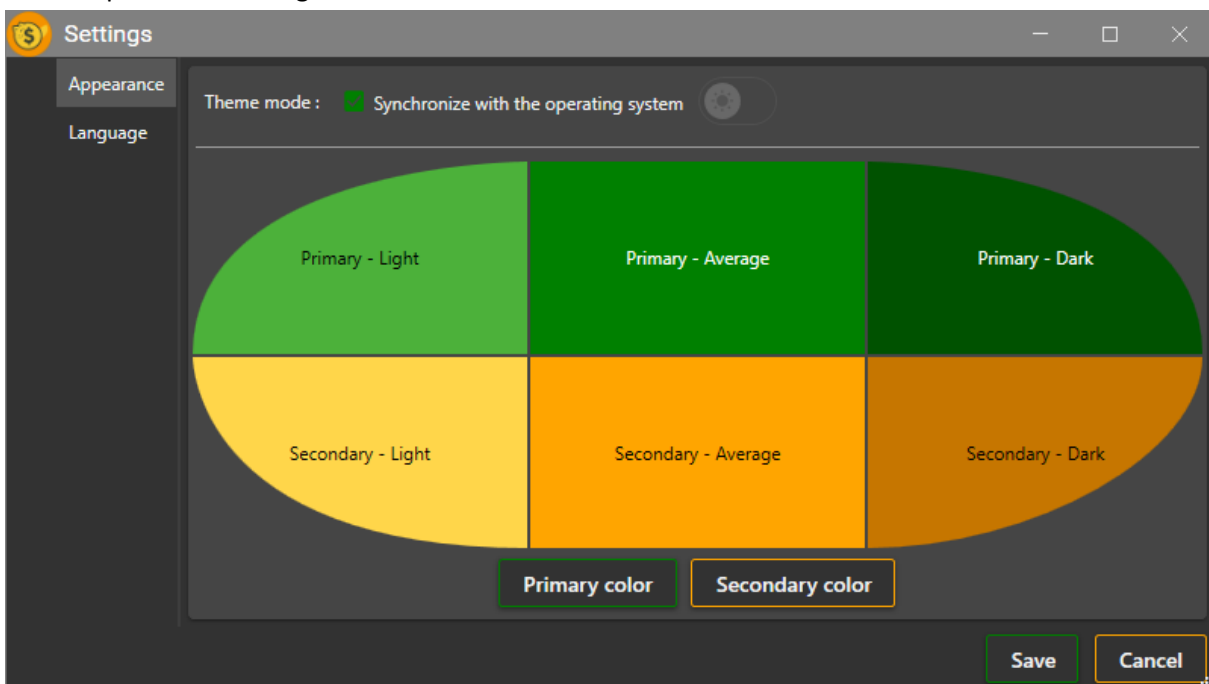 Settings
Appearance
Language
Theme mode : Synchronize with the operating system
Primary - Light
Primary - Average
Primary - Dark
Secondary - Light
Secondary - Average
Secondary - Dark
Primary color
Secondary color
Save
Cancel